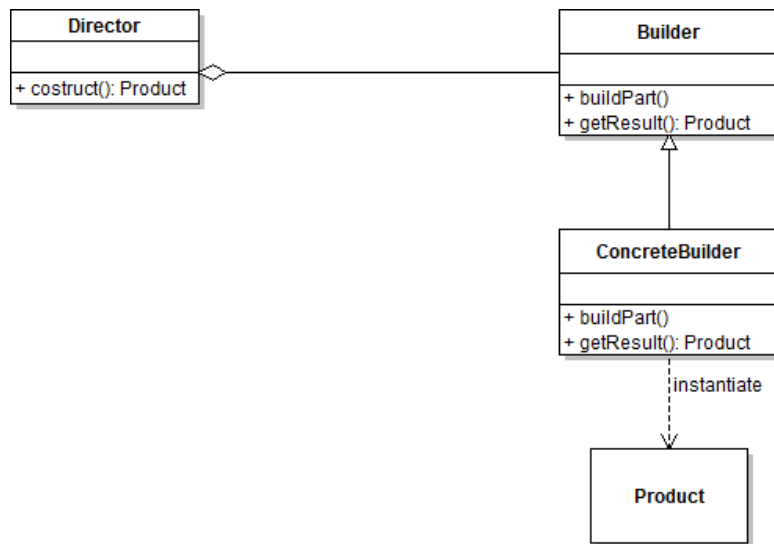 Director
+ costruct(): Product
Builder
+ buildPart()
+ getResult(): Product
ConcreteBuilder
+ buildPart()
+ getResult(): Product
instantiate
Product